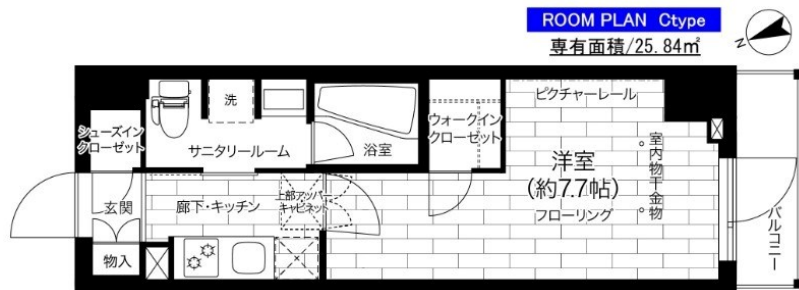 ROOM PLAN Ctype
専有面積/25.84㎡
N
洗
シューズイン
クローゼット
サニタリールーム
浴室
ウォークイン
クローゼット
ピクチャーレール
洋室
(約7.7帖)
フローリング
室内物干金物
バルコニー
玄関
廊下・キッチン
上部アッパー
キャビネット
物入